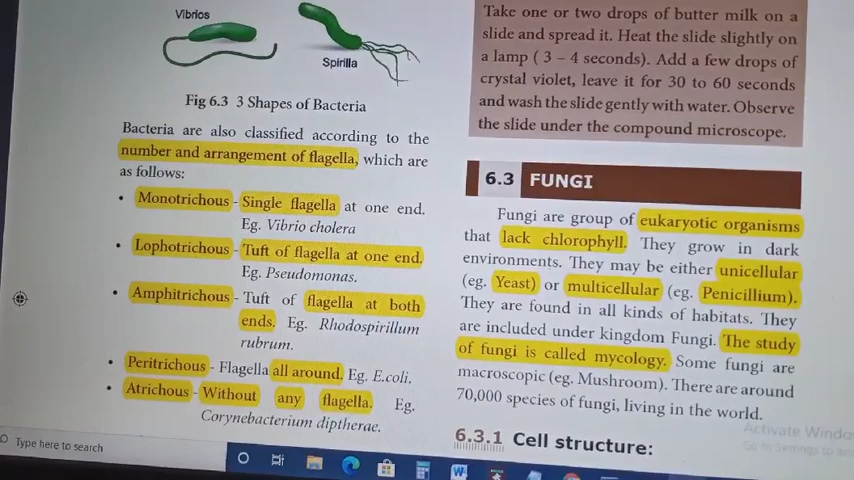 Vibrios
Spirilla
Fig 6.3 3 Shapes of Bacteria
Bacteria are also classified according to the
number and arrangement of flagella, which are
as follows:
• Monotrichous - Single flagella at one end.
Eg. Vibrio cholera
• Lophotrichous - Tuft of flagella at one end.
Eg. Pseudomonas.
• Amphitrichous - Tuft of flagella at both
ends. Eg. Rhodospirillum
rubrum.
• Peritrichous - Flagella all around. Eg. E.coli.
• Atrichous - Without any flagella. Eg.
Corynebacterium diptherae.
Take one or two drops of butter milk on a
slide and spread it. Heat the slide slightly on
a lamp ( 3 – 4 seconds). Add a few drops of
crystal violet, leave it for 30 to 60 seconds
and wash the slide gently with water. Observe
the slide under the compound microscope.
6.3 FUNGI
Fungi are group of eukaryotic organisms
that lack chlorophyll. They grow in dark
environments. They may be either unicellular
(eg. Yeast) or multicellular (eg. Penicillium).
They are found in all kinds of habitats. They
are included under kingdom Fungi. The study
of fungi is called mycology. Some fungi are
macroscopic (eg. Mushroom). There are around
70,000 species of fungi, living in the world.
6.3.1 Cell structure:
Activate Windo
Go to Settings to
Type here to search